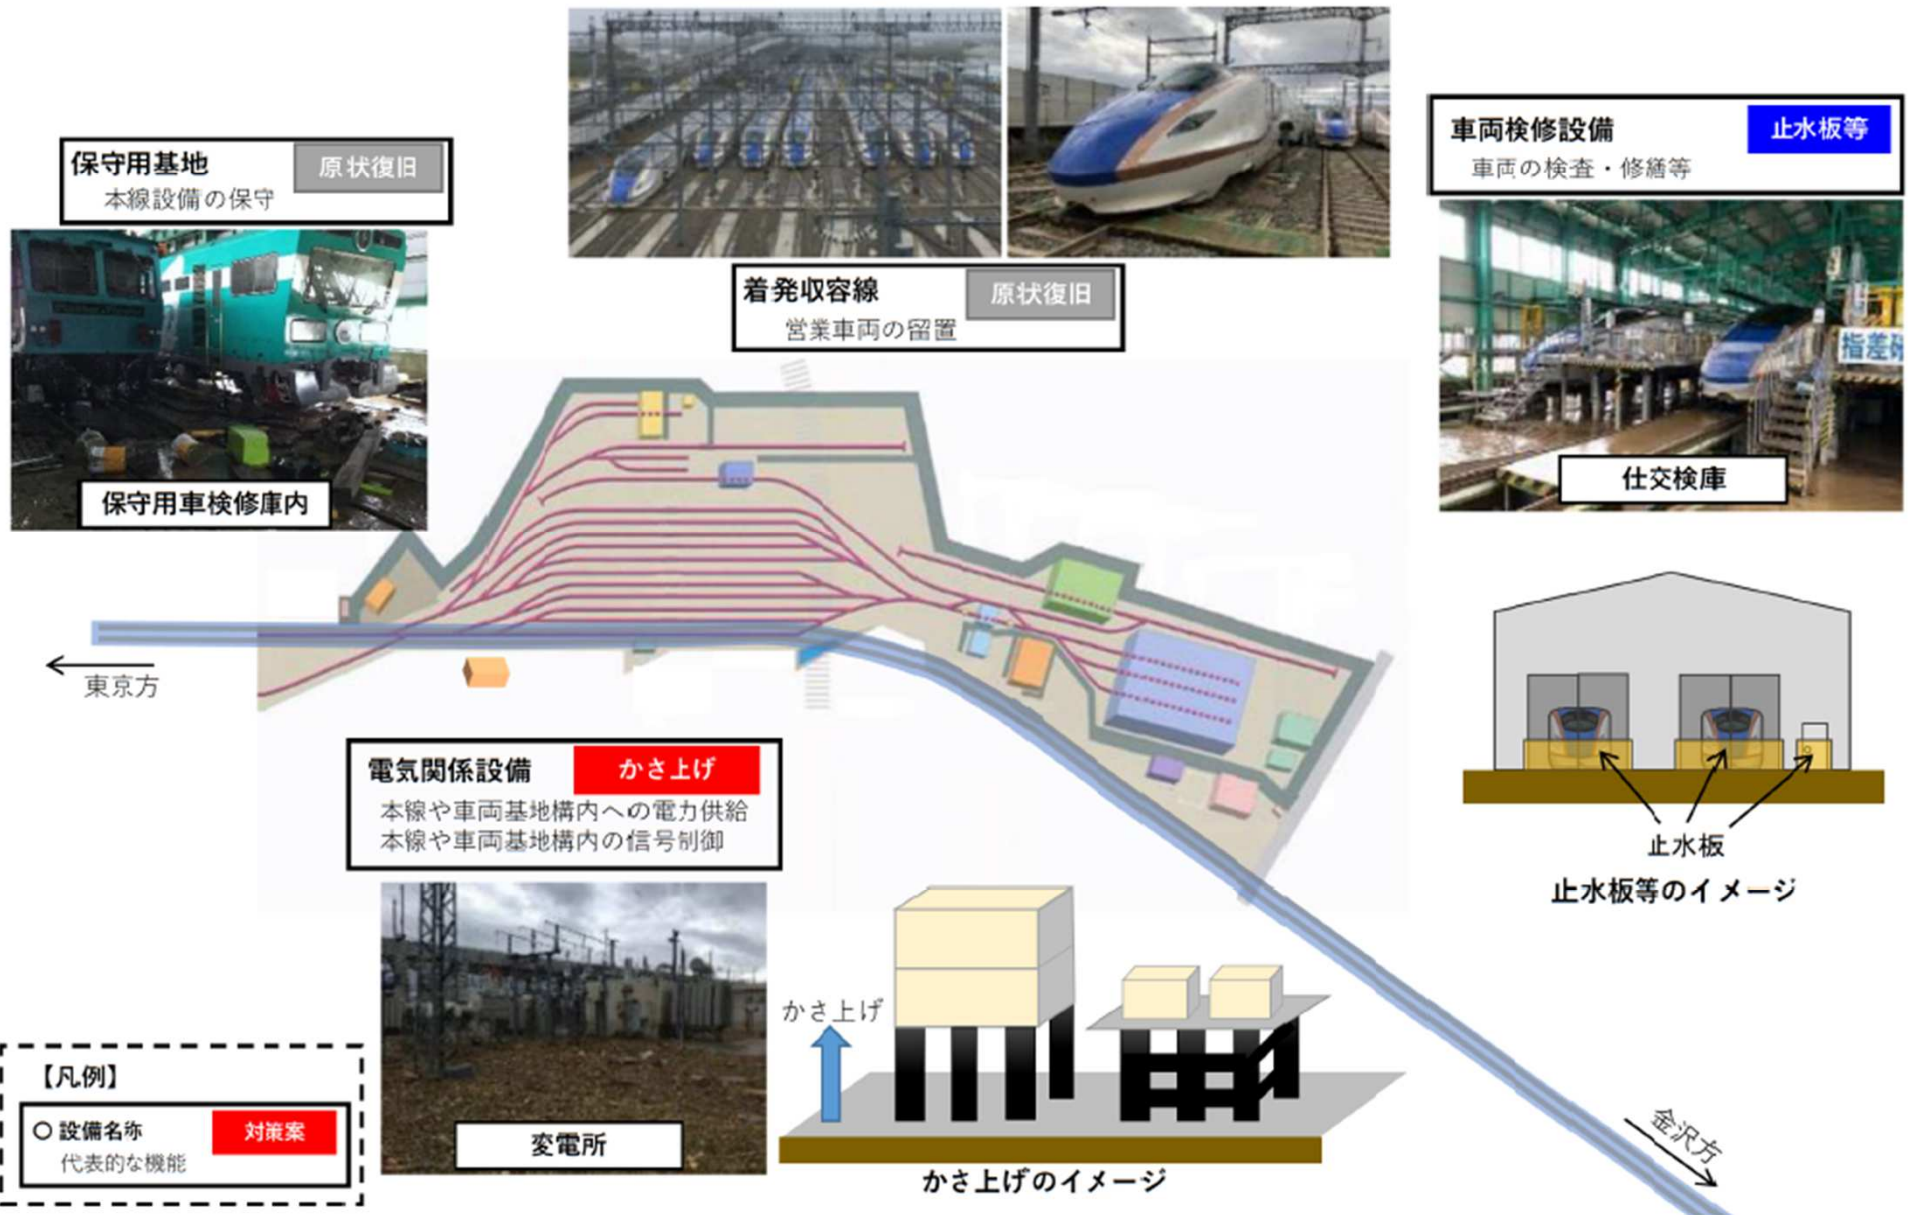 保守用基地
原状復旧
本線設備の保守
保守用車検修庫内
着発収容線
原状復旧
営業車両の留置
車両検修設備
止水板等
車両の検査・修繕等
指差確
仕交検庫
東京方
電気関係設備
かさ上げ
本線や車両基地構内への電力供給
本線や車両基地構内の信号制御
変電所
かさ上げ
かさ上げのイメージ
止水板
止水板等のイメージ
金沢方
【凡例】
○ 設備名称
対策案
代表的な機能